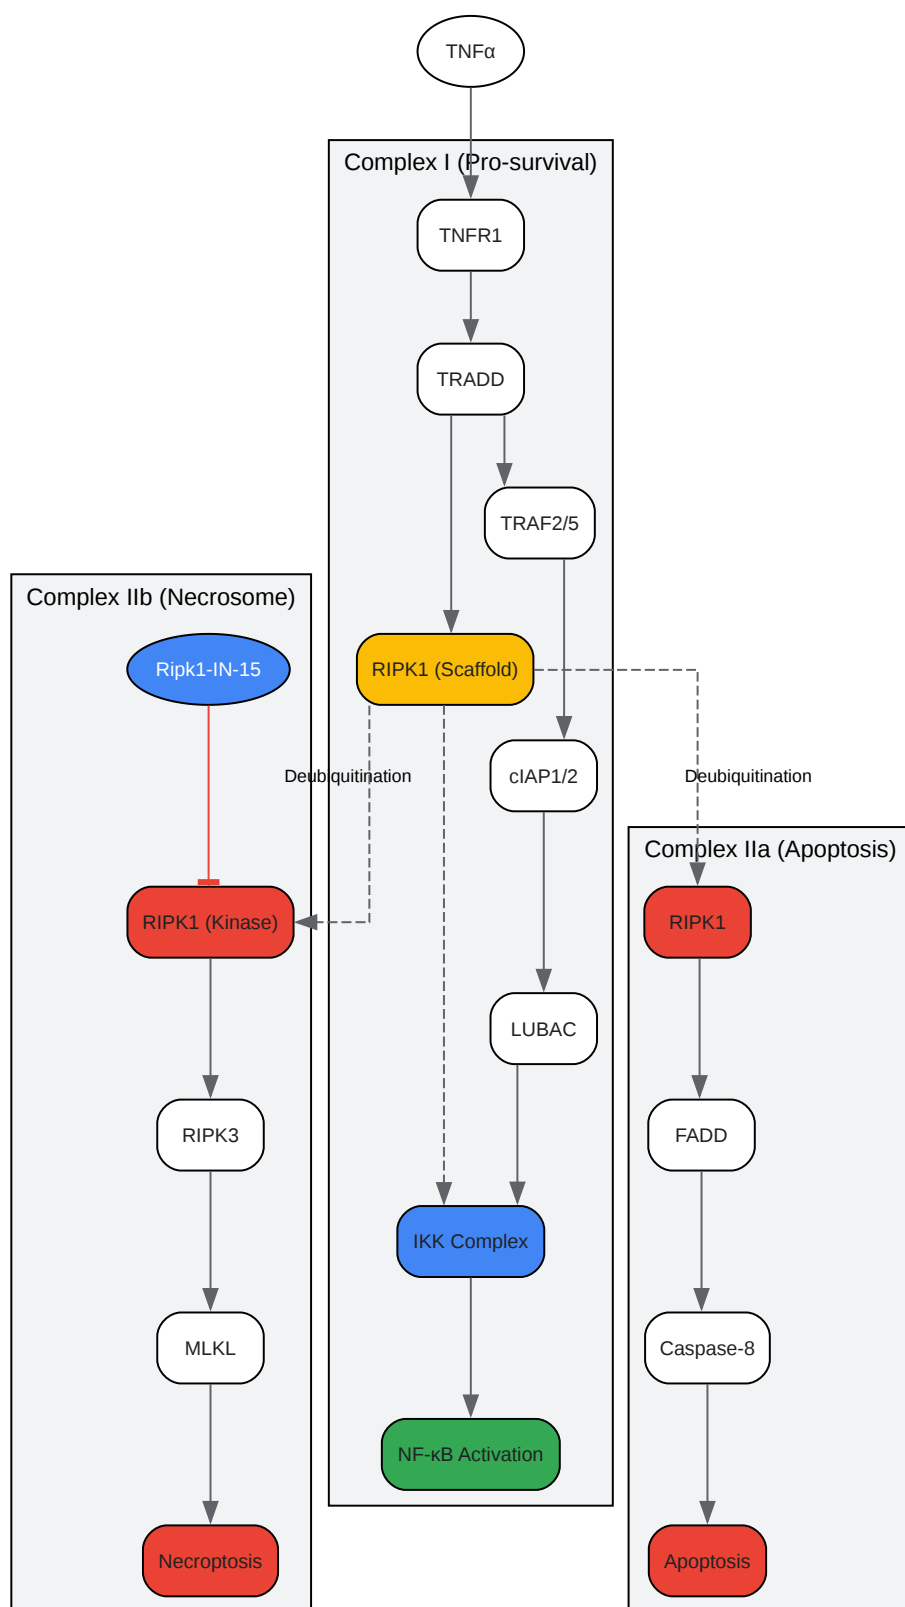 TNFα
Complex I (Pro-survival)
TNFR1
TRADD
TRAF2/5
Complex IIb (Necrosome)
Ripk1-IN-15
RIPK1 (Scaffold)
Deubiquitination
cIAP1/2
Deubiquitination
Complex IIa (Apoptosis)
RIPK1 (Kinase)
RIPK1
LUBAC
RIPK3
FADD
IKK Complex
MLKL
Caspase-8
NF-κB Activation
Necroptosis
Apoptosis